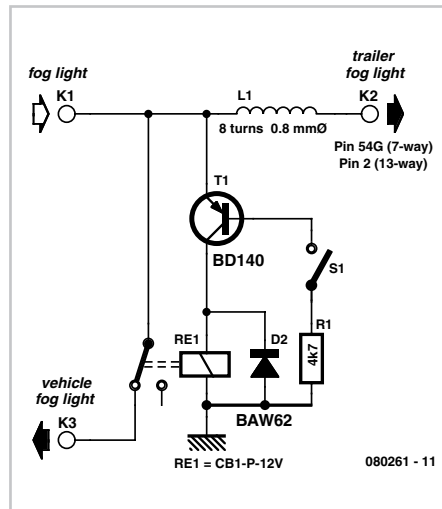 fog light
K1
trailer
fog light
L1
K2
8 turns 0.8 mmØ
Pin 54G (7-way)
Pin 2 (13-way)
T1
BD140
S1
RE1
D2
R1
4k7
vehicle
fog light
K3
BAW62
RE1 = CB1-P-12V
080261 - 11